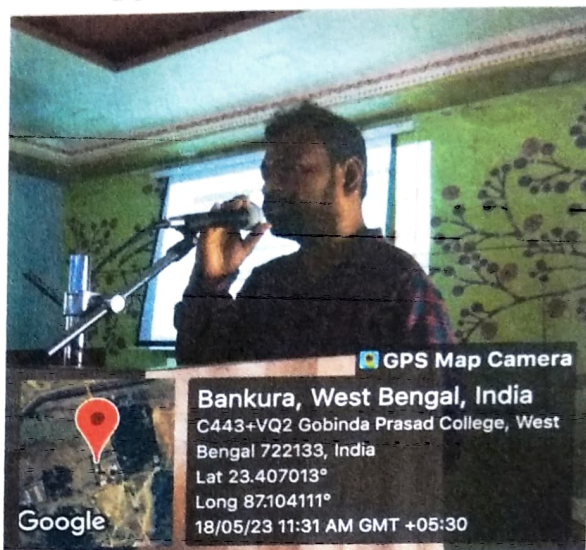 GPS Map Camera
Bankura, West Bengal, India
C443+VQ2 Gobinda Prasad College, West
Bengal 722133, India
Lat 23.407013°
Long 87.104111°
18/05/23 11:31 AM GMT +05:30
Google